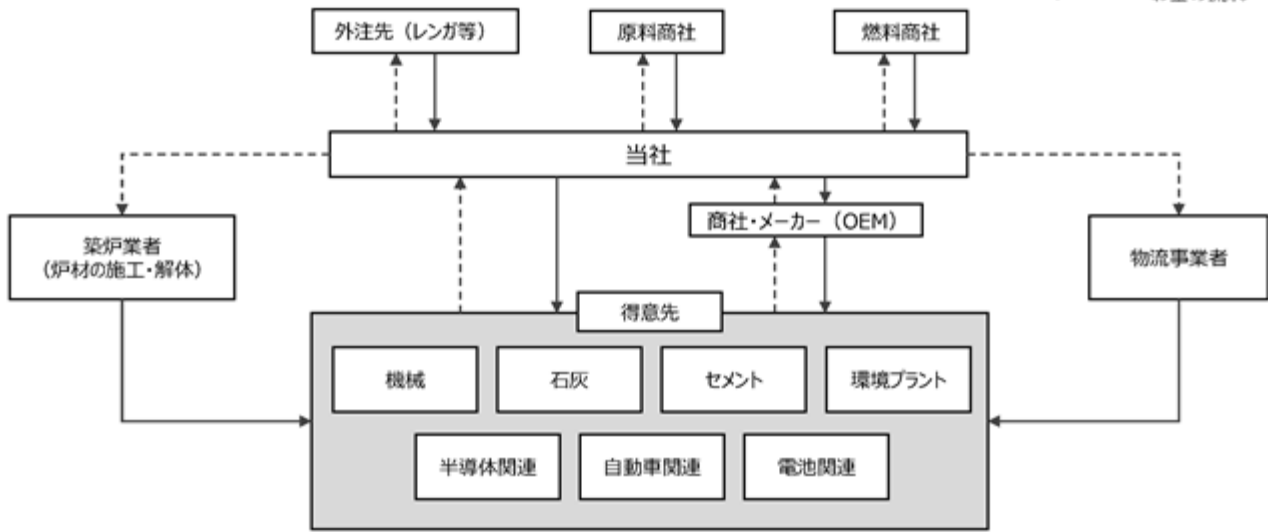 外注先（レンガ等）
原料商社
燃料商社
当社
商社・メーカー（OEM）
築炉業者
（炉材の施工・解体）
物流事業者
得意先
機械
石灰
セメント
環境プラント
半導体関連
自動車関連
電池関連